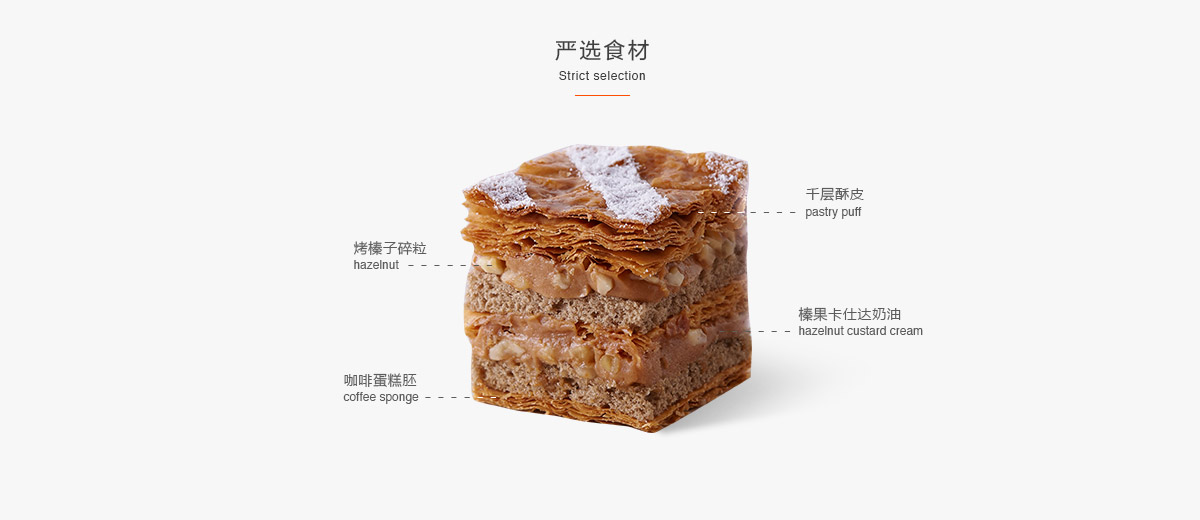 严选食材
Strict selection
千层酥皮
pastry puff
烤榛子碎粒
hazelnut
榛果卡仕达奶油
hazelnut custard cream
咖啡蛋糕胚
coffee sponge